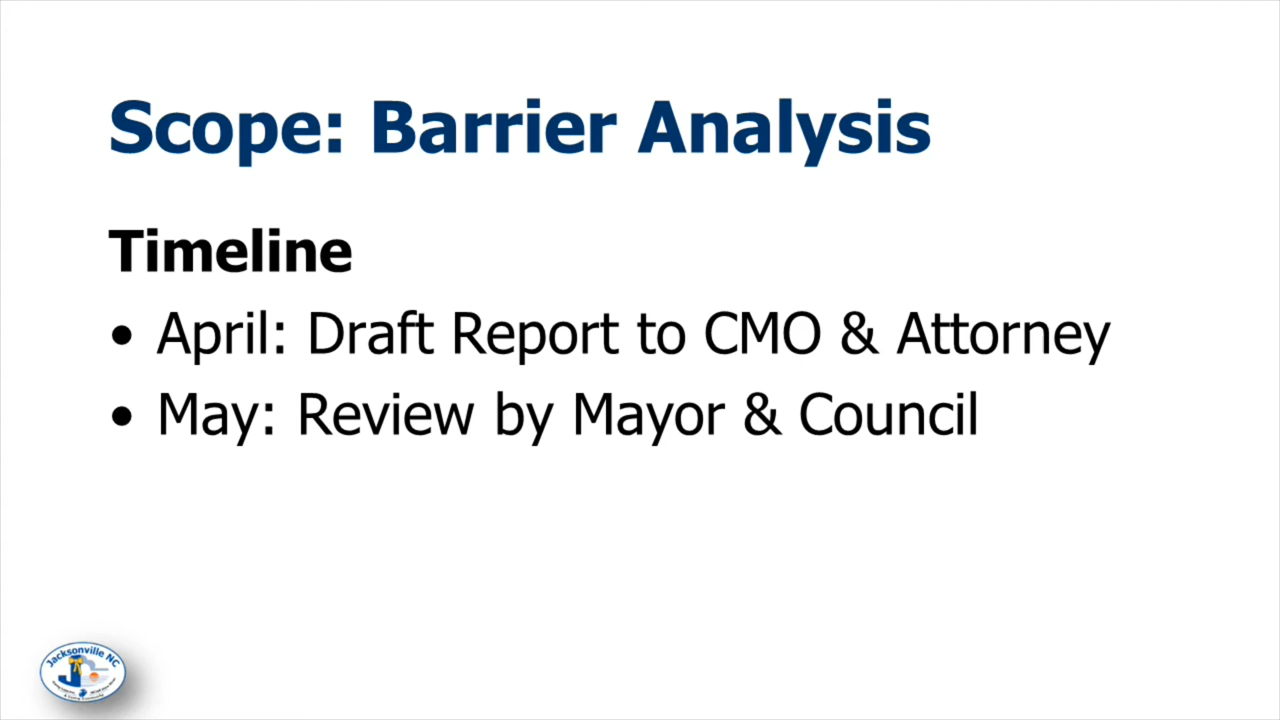 Scope: Barrier Analysis
Timeline
• April: Draft Report to CMO & Attorney
• May: Review by Mayor & Council
Jacksonville NC